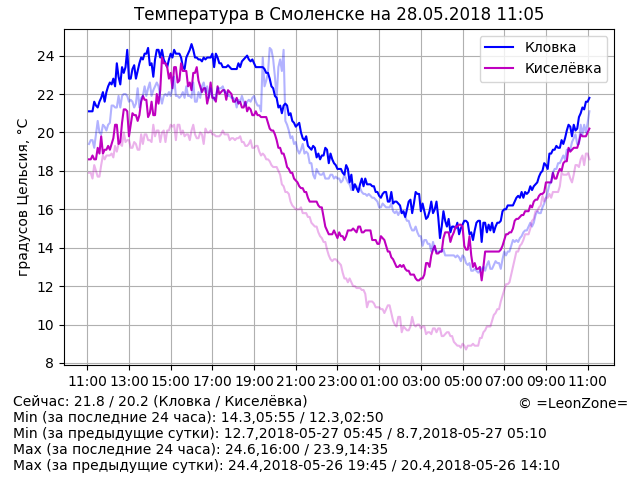 Температура в Смоленске на 28.05.2018 11:05
Кловка
Киселёвка
градусов Цельсия, °C
24
22
20
18
16
14
12
10
8
11:00 13:00 15:00 17:00 19:00 21:00 23:00 01:00 03:00 05:00 07:00 09:00 11:00
Сейчас: 21.8 / 20.2 (Кловка / Киселёвка)
© =LeonZone=
Min (за последние 24 часа): 14.3,05:55 / 12.3,02:50
Min (за предыдущие сутки): 12.7,2018-05-27 05:45 / 8.7,2018-05-27 05:10
Max (за последние 24 часа): 24.6,16:00 / 23.9,14:35
Max (за предыдущие сутки): 24.4,2018-05-26 19:45 / 20.4,2018-05-26 14:10